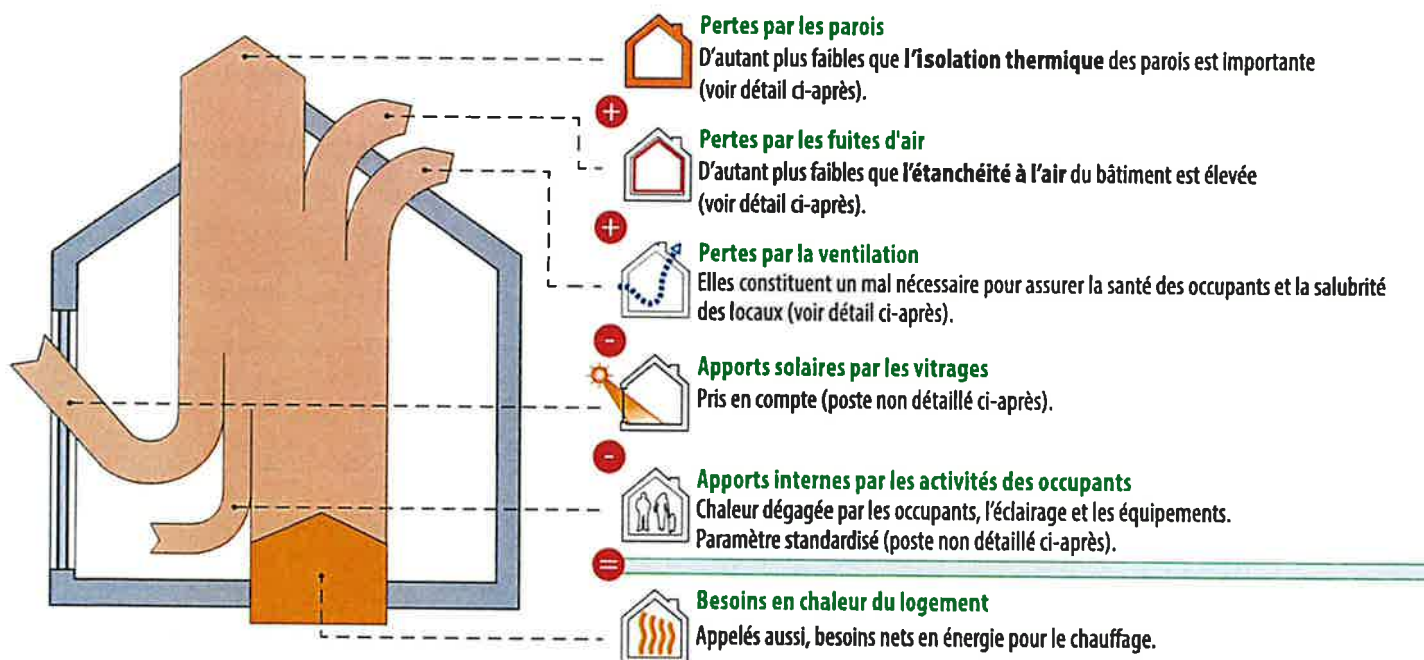 Pertes par les parois
D'autant plus faibles que l'isolation thermique des parois est importante
(voir détail ci-après).
+
Pertes par les fuites d'air
D'autant plus faibles que l'étanchéité à l'air du bâtiment est élevée
(voir détail ci-après).
+
Pertes par la ventilation
Elles constituent un mal nécessaire pour assurer la santé des occupants et la salubrité
des locaux (voir détail ci-après).
-
Apports solaires par les vitrages
Pris en compte (poste non détaillé ci-après).
-
Apports internes par les activités des occupants
Chaleur dégagée par les occupants, l'éclairage et les équipements.
Paramètre standardisé (poste non détaillé ci-après).
=
Besoins en chaleur du logement
Appelés aussi, besoins nets en énergie pour le chauffage.